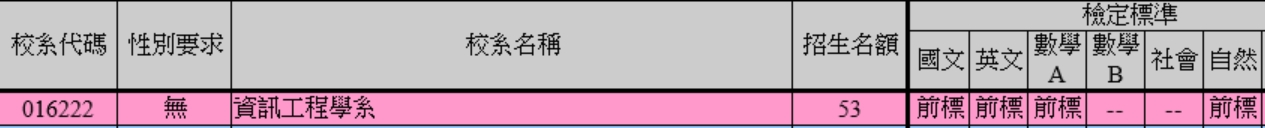 檢定標準
校系代碼 性別要求 校系名稱 招生名額 國文 英文 數學A 數學B 社會 自然
016222 無 資訊工程學系 53 前標 前標 前標 -- -- 前標